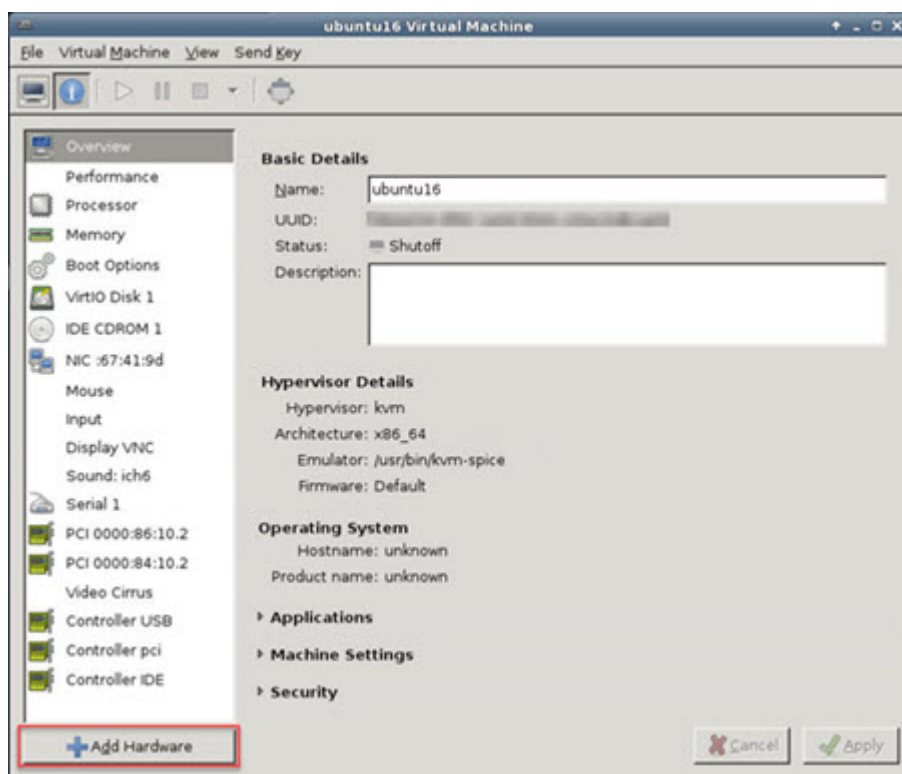 ubuntu16 Virtual Machine
File Virtual Machine View Send Key
Overview
Performance
Processor
Memory
Boot Options
VirtIO Disk 1
IDE CDROM 1
NIC :67:41:9d
Mouse
Input
Display VNC
Sound: ich6
Serial 1
PCI 0000:86:10.2
PCI 0000:84:10.2
Video Cirrus
Controller USB
Controller pci
Controller IDE
Add Hardware
Basic Details
Name: ubuntu16
UUID:
Status: Shutoff
Description:
Hypervisor Details
Hypervisor: kvm
Architecture: x86_64
Emulator: /usr/bin/kvm-spice
Firmware: Default
Operating System
Hostname: unknown
Product name: unknown
Applications
Machine Settings
Security
Cancel Apply